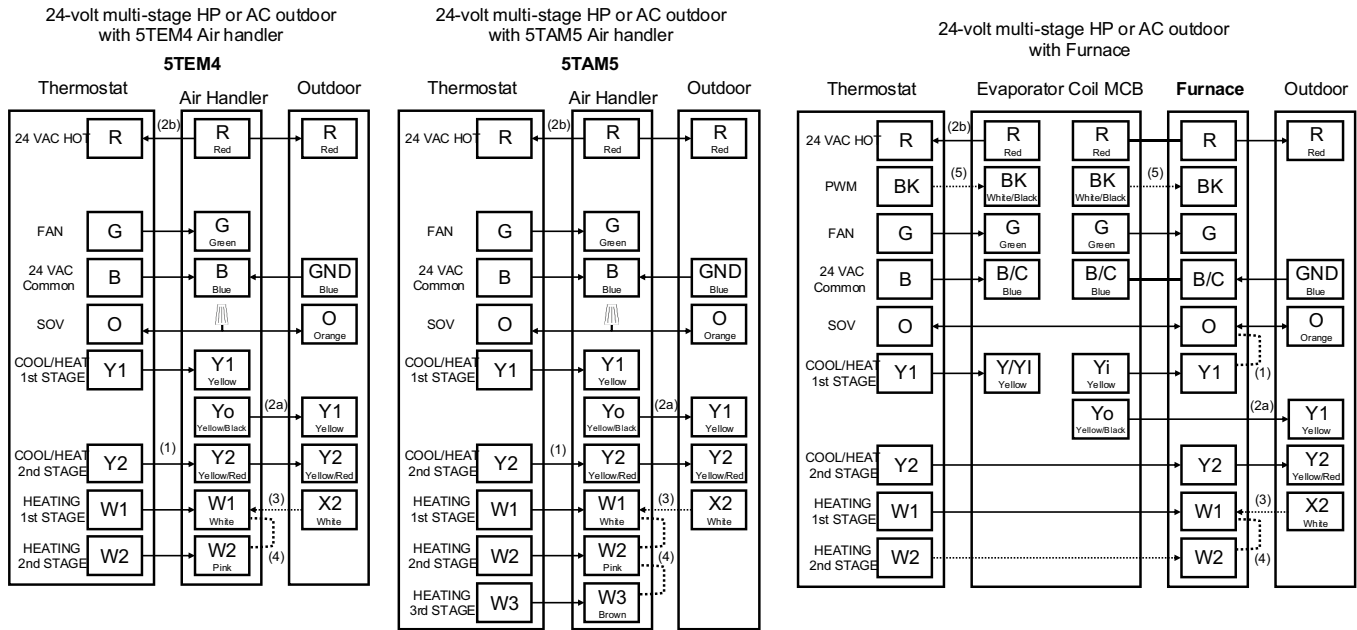 24-volt multi-stage HP or AC outdoor
with 5TEM4 Air handler
5TEM4
Thermostat
Air Handler
Outdoor
24 VAC HOT
R
(2b)
R
Red
R
Red
FAN
G
G
Green
24 VAC
Common
B
B
Blue
GND
Blue
SOV
O
O
Orange
COOL/HEAT
1st STAGE
Y1
Y1
Yellow
Yo
Yellow/Black
(2a)
Y1
Yellow
COOL/HEAT
2nd STAGE
Y2
(1)
Y2
Yellow/Red
Y2
Yellow/Red
HEATING
1st STAGE
W1
W1
White
(3)
X2
White
HEATING
2nd STAGE
W2
W2
Pink
(4)
24-volt multi-stage HP or AC outdoor
with 5TAM5 Air handler
5TAM5
Thermostat
Air Handler
Outdoor
24 VAC HOT
R
(2b)
R
Red
R
Red
FAN
G
G
Green
24 VAC
Common
B
B
Blue
GND
Blue
SOV
O
O
Orange
COOL/HEAT
1st STAGE
Y1
Y1
Yellow
Yo
Yellow/Black
(2a)
Y1
Yellow
COOL/HEAT
2nd STAGE
Y2
(1)
Y2
Yellow/Red
Y2
Yellow/Red
HEATING
1st STAGE
W1
W1
White
(3)
X2
White
HEATING
2nd STAGE
W2
W2
Pink
(4)
HEATING
3rd STAGE
W3
W3
Brown
24-volt multi-stage HP or AC outdoor
with Furnace
Thermostat
Evaporator Coil MCB
Furnace
Outdoor
24 VAC HOT
R
(2b)
R
Red
R
Red
R
R
Red
PWM
BK
(5)
BK
White/Black
BK
White/Black
(5)
BK
FAN
G
G
Green
G
Green
G
24 VAC
Common
B
B/C
Blue
B/C
Blue
B/C
GND
Blue
SOV
O
O
O
Orange
COOL/HEAT
1st STAGE
Y1
Y/YI
Yellow
Yi
Yellow
Y1
(1)
Yo
Yellow/Black
(2a)
Y1
Yellow
COOL/HEAT
2nd STAGE
Y2
Y2
Y2
Yellow/Red
HEATING
1st STAGE
W1
W1
(3)
X2
White
HEATING
2nd STAGE
W2
W2
(4)